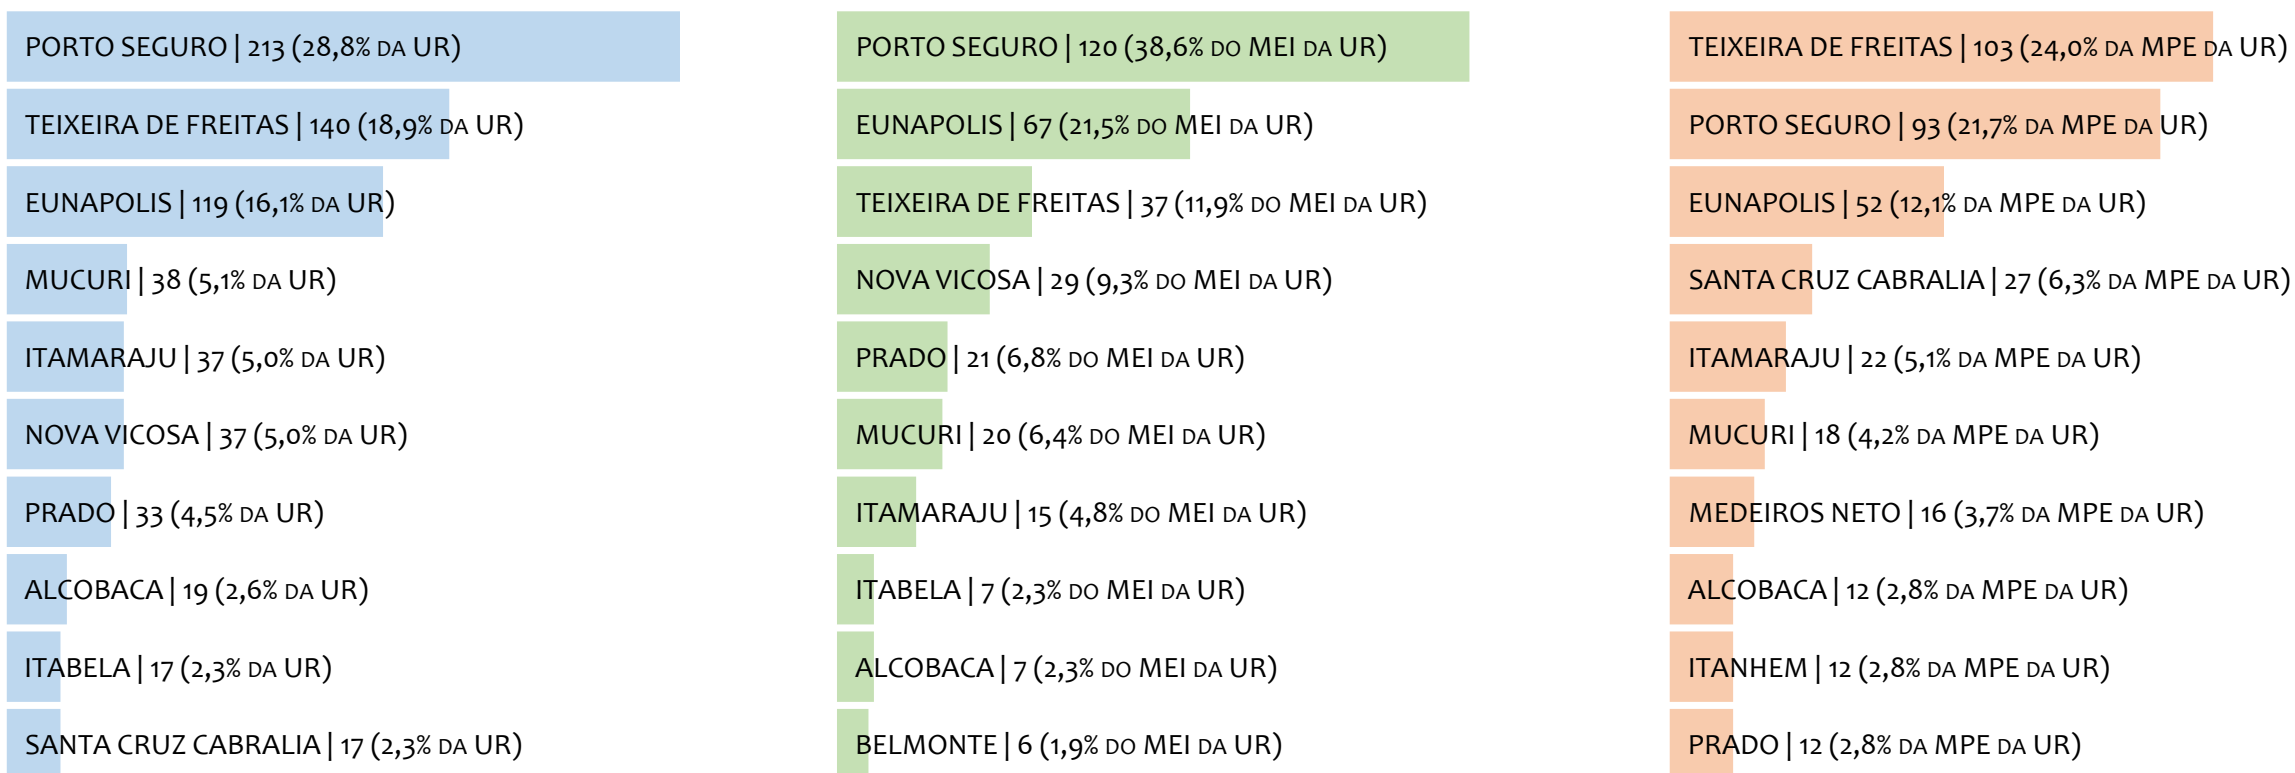 PORTO SEGURO | 213 (28,8% DA UR)
TEIXEIRA DE FREITAS | 140 (18,9% DA UR)
EUNAPOLIS | 119 (16,1% DA UR)
MUCURI | 38 (5,1% DA UR)
ITAMARAJU | 37 (5,0% DA UR)
NOVA VICOSA | 37 (5,0% DA UR)
PRADO | 33 (4,5% DA UR)
ALCOBACA | 19 (2,6% DA UR)
ITABELA | 17 (2,3% DA UR)
SANTA CRUZ CABRALIA | 17 (2,3% DA UR)
PORTO SEGURO | 120 (38,6% DO MEI DA UR)
EUNAPOLIS | 67 (21,5% DO MEI DA UR)
TEIXEIRA DE FREITAS | 37 (11,9% DO MEI DA UR)
NOVA VICOSA | 29 (9,3% DO MEI DA UR)
PRADO | 21 (6,8% DO MEI DA UR)
MUCURI | 20 (6,4% DO MEI DA UR)
ITAMARAJU | 15 (4,8% DO MEI DA UR)
ITABELA | 7 (2,3% DO MEI DA UR)
ALCOBACA | 7 (2,3% DO MEI DA UR)
BELMONTE | 6 (1,9% DO MEI DA UR)
TEIXEIRA DE FREITAS | 103 (24,0% DA MPE DA UR)
PORTO SEGURO | 93 (21,7% DA MPE DA UR)
EUNAPOLIS | 52 (12,1% DA MPE DA UR)
SANTA CRUZ CABRALIA | 27 (6,3% DA MPE DA UR)
ITAMARAJU | 22 (5,1% DA MPE DA UR)
MUCURI | 18 (4,2% DA MPE DA UR)
MEDEIROS NETO | 16 (3,7% DA MPE DA UR)
ALCOBACA | 12 (2,8% DA MPE DA UR)
ITANHEM | 12 (2,8% DA MPE DA UR)
PRADO | 12 (2,8% DA MPE DA UR)